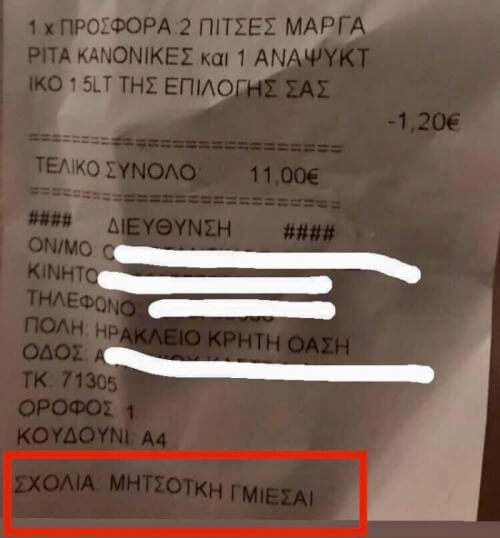 1 x ΠΡΟΣΦΟΡΑ:2 ΠΙΤΣΕΣ ΜΑΡΓΑ
ΡΙΤΑ ΚΑΝΟΝΙΚΕΣ και 1 ΑΝΑΨΥΚΤ
ΙΚΟ 1 5LT ΤΗΣ ΕΠΙΛΟΓΗΣ ΣΑΣ
-1,20€
==============================
ΤΕΛΙΚΟ ΣΥΝΟΛΟ: 11,00€
==============================
#### ΔΙΕΥΘΥΝΣΗ ####
ΟΝ/ΜΟ:
ΚΙΝΗΤΟ
ΤΗΛΕΦΩΝΟ
ΠΟΛΗ: ΗΡΑΚΛΕΙΟ ΚΡΗΤΗ ΟΑΣΗ
ΟΔΟΣ:
ΤΚ: 71305
ΟΡΟΦΟΣ: 1
ΚΟΥΔΟΥΝΙ: Α4
ΣΧΟΛΙΑ: ΜΗΤΣΟΤΚΗ ΓΜΙΕΣΑΙ